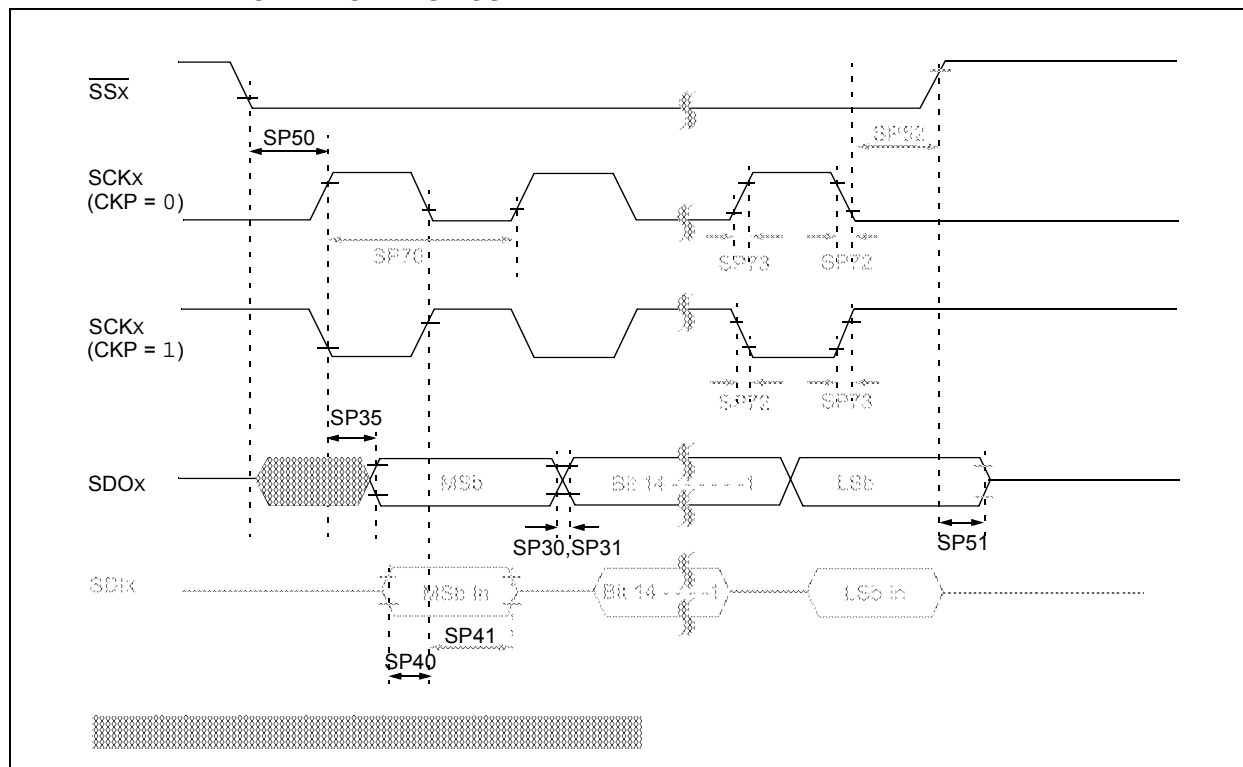 SSx
SP50
SP52
SCKx
(CKP = 0)
SP70
SP73
SP72
SCKx
(CKP = 1)
SP72
SP73
SP35
SDOx
MSb
Bit 14 - - - - - - 1
LSb
SP30,SP31
SP51
SDIx
MSb In
Bit 14 - - - - 1
LSb In
SP41
SP40